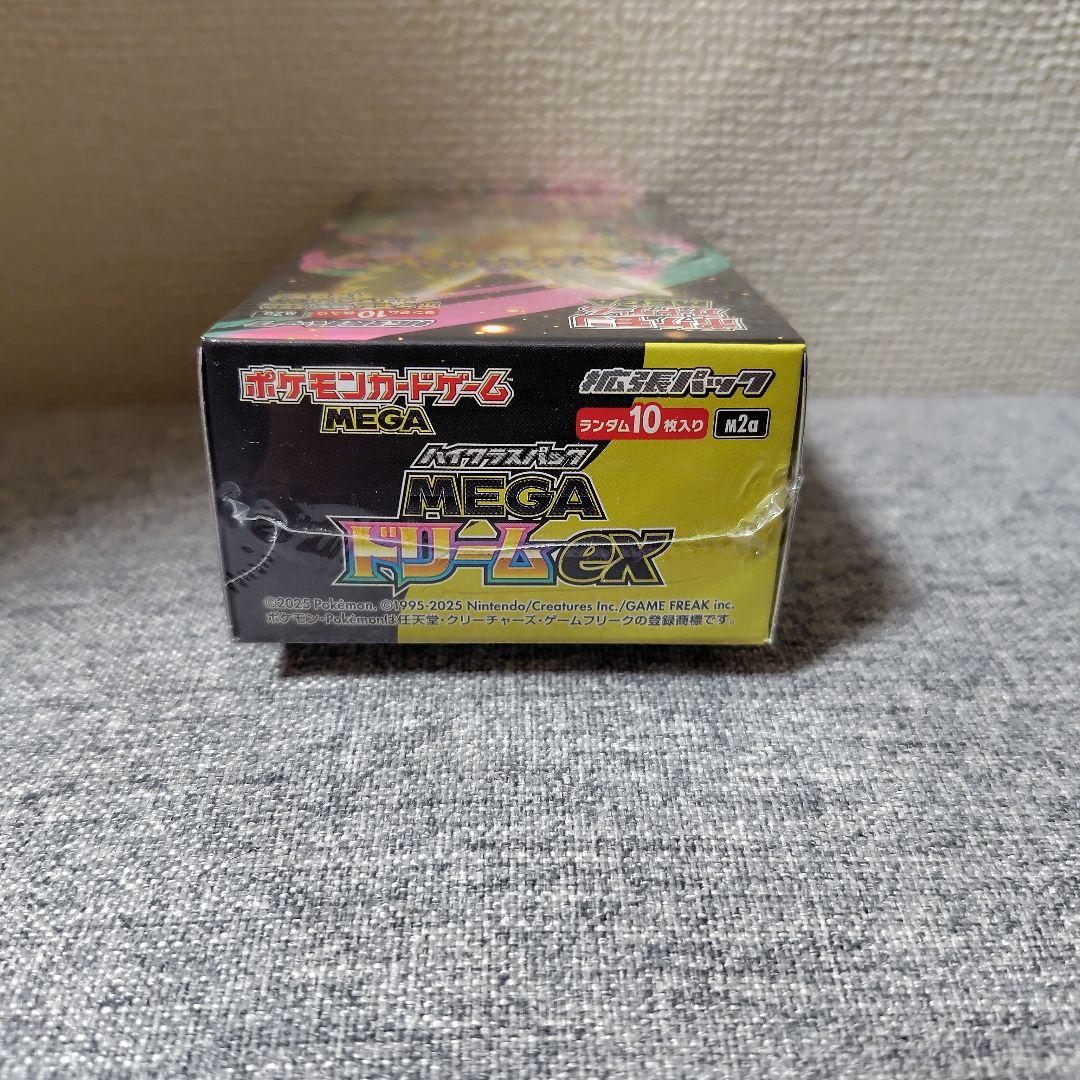 ポケモンカードゲーム
MEGA
拡張パック
ランダム10枚入り M2a
ハイクラスパック
MEGA
ドリームex
©2025 Pokémon. ©1995-2025 Nintendo/Creatures Inc./GAME FREAK inc.
ポケモン・Pokémonは任天堂・クリーチャーズ・ゲームフリークの登録商標です。